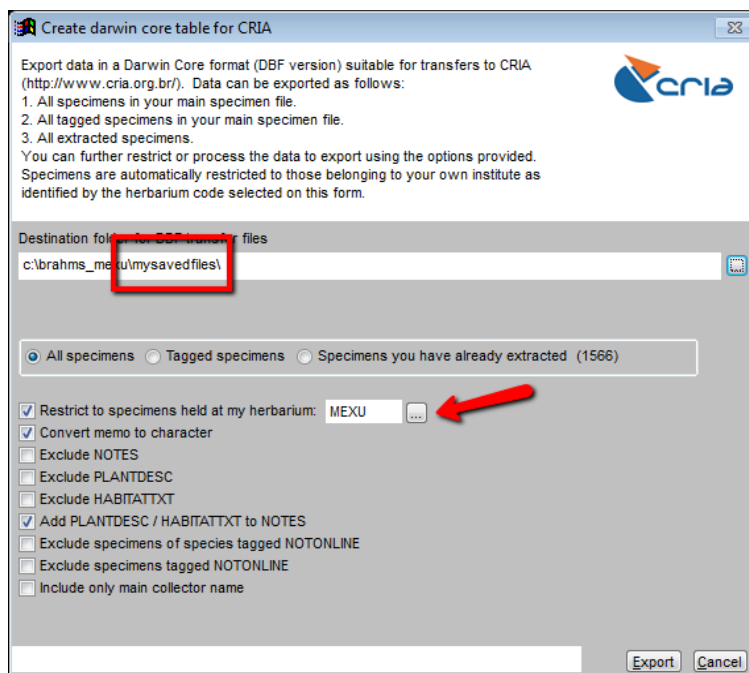 Create darwin core table for CRIA
Export data in a Darwin Core format (DBF version) suitable for transfers to CRIA
(http://www.cria.org.br/). Data can be exported as follows:
1. All specimens in your main specimen file.
2. All tagged specimens in your main specimen file.
3. All extracted specimens.
You can further restrict or process the data to export using the options provided.
Specimens are automatically restricted to those belonging to your own institute as
identified by the herbarium code selected on this form.
cria
Destination folder for DBF transfer files
c:\brahms_mexu\mysavedfiles\
All specimens Tagged specimens Specimens you have already extracted (1566)
Restrict to specimens held at my herbarium: MEXU ...
Convert memo to character
Exclude NOTES
Exclude PLANTDESC
Exclude HABITATTXT
Add PLANTDESC / HABITATTXT to NOTES
Exclude specimens of species tagged NOTONLINE
Exclude specimens tagged NOTONLINE
Include only main collector name
Export Cancel